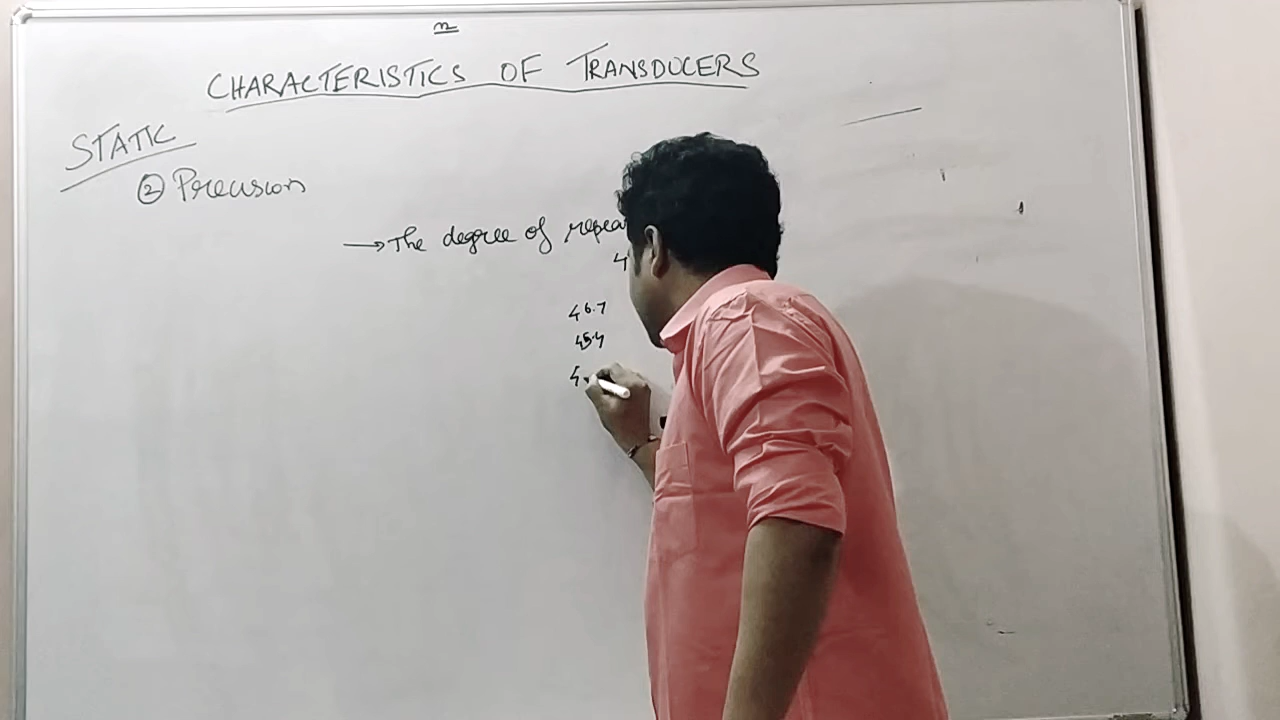 CHARACTERISTICS OF TRANSDUCERS
STATIC
② Precision
→ The degree of repea
4
46.7
45.4
4